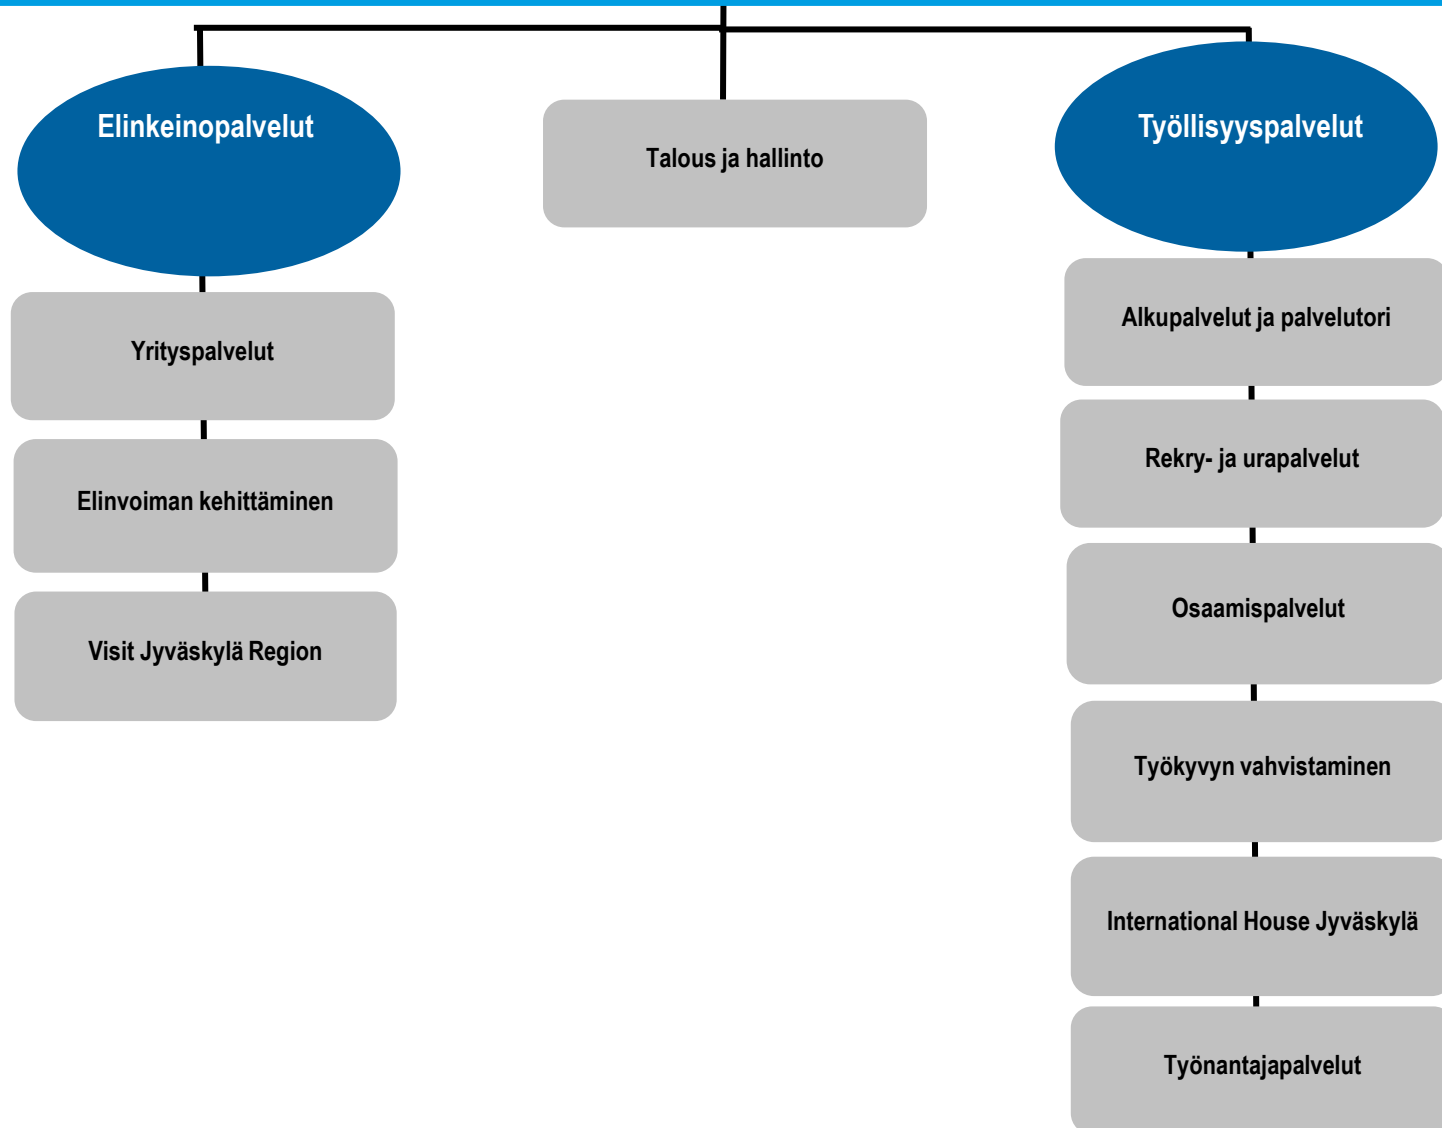 Elinkeinopalvelut
Talous ja hallinto
Työllisyyspalvelut
Yrityspalvelut
Elinvoiman kehittäminen
Visit Jyväskylä Region
Alkupalvelut ja palvelutori
Rekry- ja urapalvelut
Osaamispalvelut
Työkyvyn vahvistaminen
International House Jyväskylä
Työnantajapalvelut